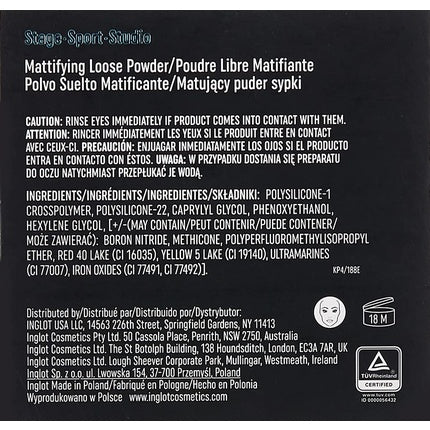 Stage-Sport-Studio
Mattifying Loose Powder/Poudre Libre Matifiante
Polvo Suelto Matificante/Matujący puder sypki
CAUTION: RINSE EYES IMMEDIATELY IF PRODUCT COMES INTO CONTACT WITH THEM.
ATTENTION: RINCER IMMÉDIATEMENT LES YEUX SI LE PRODUIT ENTRE EN CONTACT
AVEC CEUX-CI. PRECAUCIÓN: ENJUAGAR INMEDIATAMENTE LOS OJOS SI EL PRODUCTO
ENTRA EN CONTACTO CON ÉSTOS. UWAGA: W PRZYPADKU DOSTANIA SIĘ PREPARATU
DO OCZU NATYCHMIAST PRZEPŁUKAĆ JE WODĄ.
INGREDIENTS/INGRÉDIENTS/INGREDIENTES/SKŁADNIKI: POLYSILICONE-1
CROSSPOLYMER, POLYSILICONE-22, CAPRYLYL GLYCOL, PHENOXYETHANOL,
HEXYLENE GLYCOL, [+/-(MAY CONTAIN/PEUT CONTENIR/PUEDE CONTENER/
MOŻE ZAWIERAĆ): BORON NITRIDE, METHICONE, POLYPERFLUOROMETHYLISOPROPYL
ETHER, RED 40 LAKE (CI 16035), YELLOW 5 LAKE (CI 19140), ULTRAMARINES
(CI 77007), IRON OXIDES (CI 77491, CI 77492)].
KP4/188E
Distributed by/Distribué par/Distribuido por/Dystrybutor:
INGLOT USA LLC, 14563 226th Street, Springfield Gardens, NY 11413
Inglot Cosmetics Pty Ltd. 50 Cassola Place, Penrith, NSW 2750, Australia
Inglot Cosmetics Ltd. The St Botolph Building, 138 Houndsditch, London, EC3A 7AR, UK
Inglot Cosmetics Ltd. Lough Sheever Corporate Park, Mullingar, Westmeath, Ireland
Inglot Sp. z o.o., ul. Lwowska 154, 37-700 Przemyśl, Poland
Made in Poland/Fabriqué en Pologne/Hecho en Polonia
Wyprodukowano w Polsce www.inglotcosmetics.com
18 M
TÜVRheinland
CERTIFIED
www.tuv.com
ID 0000056432